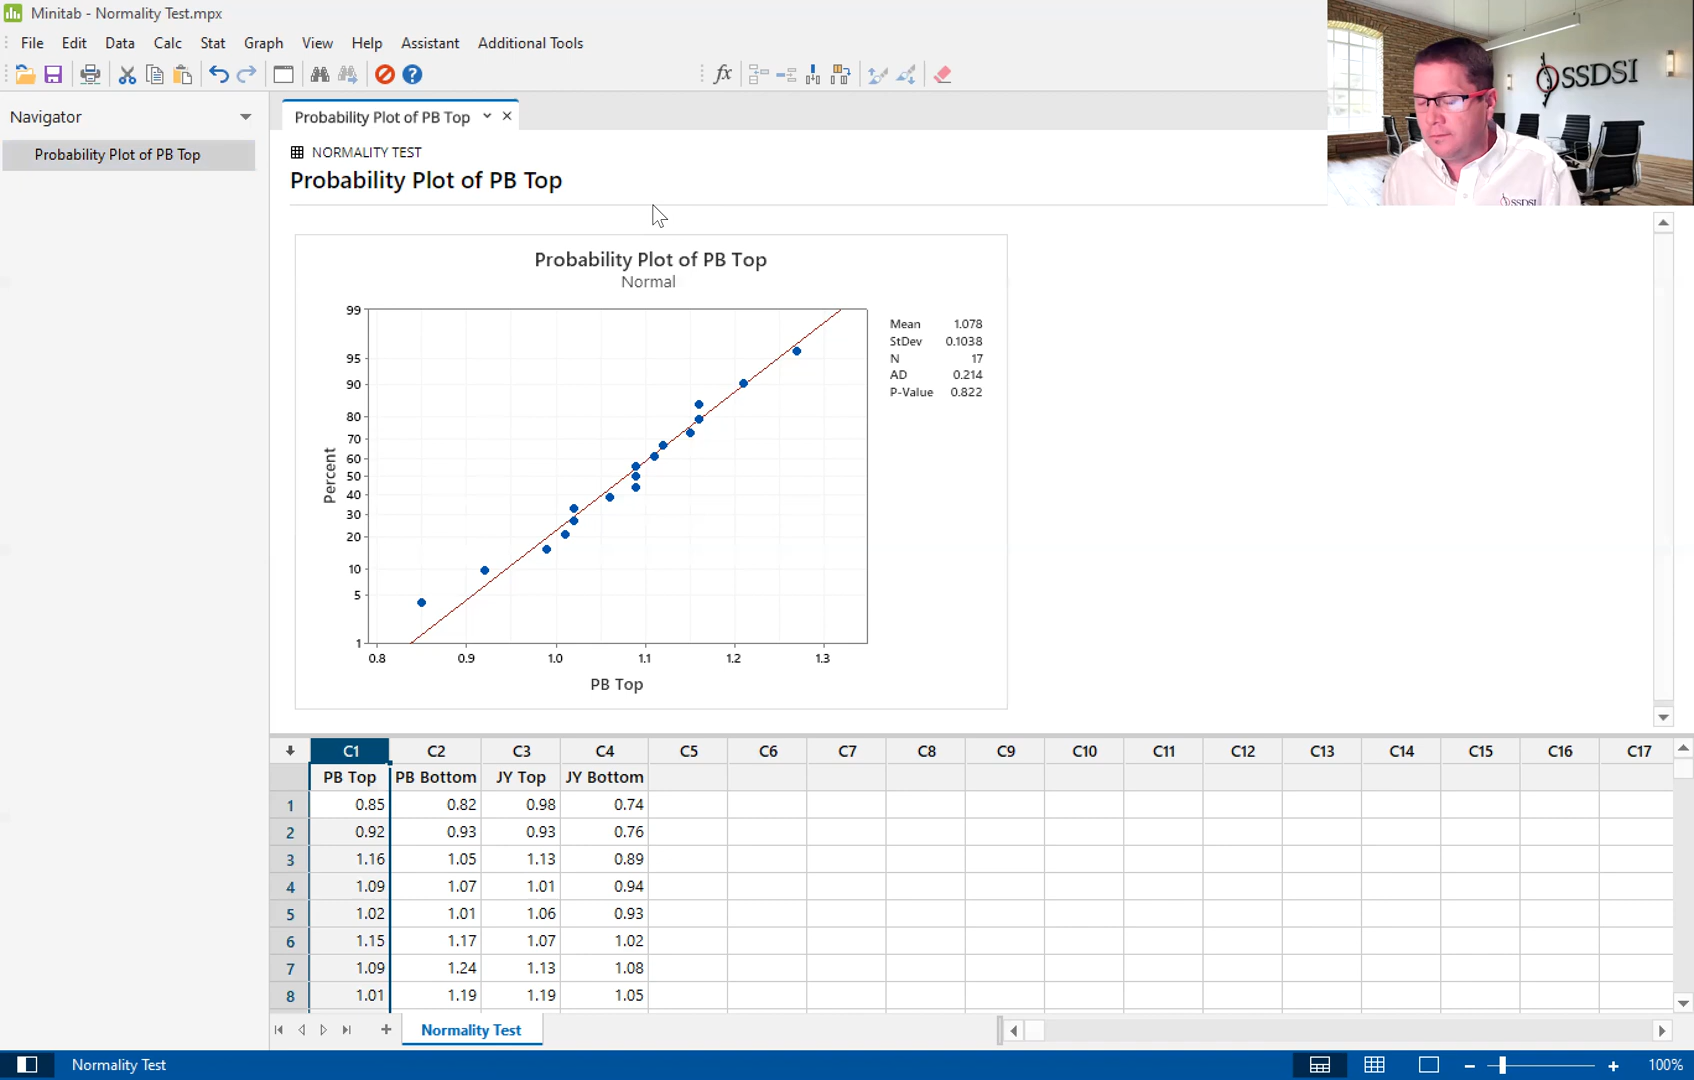 Minitab - Normality Test.mpx
File Edit Data Calc Stat Graph View Help Assistant Additional Tools
fx
SSDSI
SSDSI
Navigator
Probability Plot of PB Top
Probability Plot of PB Top
NORMALITY TEST
Probability Plot of PB Top
Probability Plot of PB Top
Normal
99
95
90
80
70
60
50
40
30
20
10
5
1
Percent
0.8 0.9 1.0 1.1 1.2 1.3
PB Top
Mean 1.078
StDev 0.1038
N 17
AD 0.214
P-Value 0.822
C1 C2 C3 C4 C5 C6 C7 C8 C9 C10 C11 C12 C13 C14 C15 C16 C17
PB Top PB Bottom JY Top JY Bottom
1 0.85 0.82 0.98 0.74
2 0.92 0.93 0.93 0.76
3 1.16 1.05 1.13 0.89
4 1.09 1.07 1.01 0.94
5 1.02 1.01 1.06 0.93
6 1.15 1.17 1.07 1.02
7 1.09 1.24 1.13 1.08
8 1.01 1.19 1.19 1.05
Normality Test
Normality Test
100%